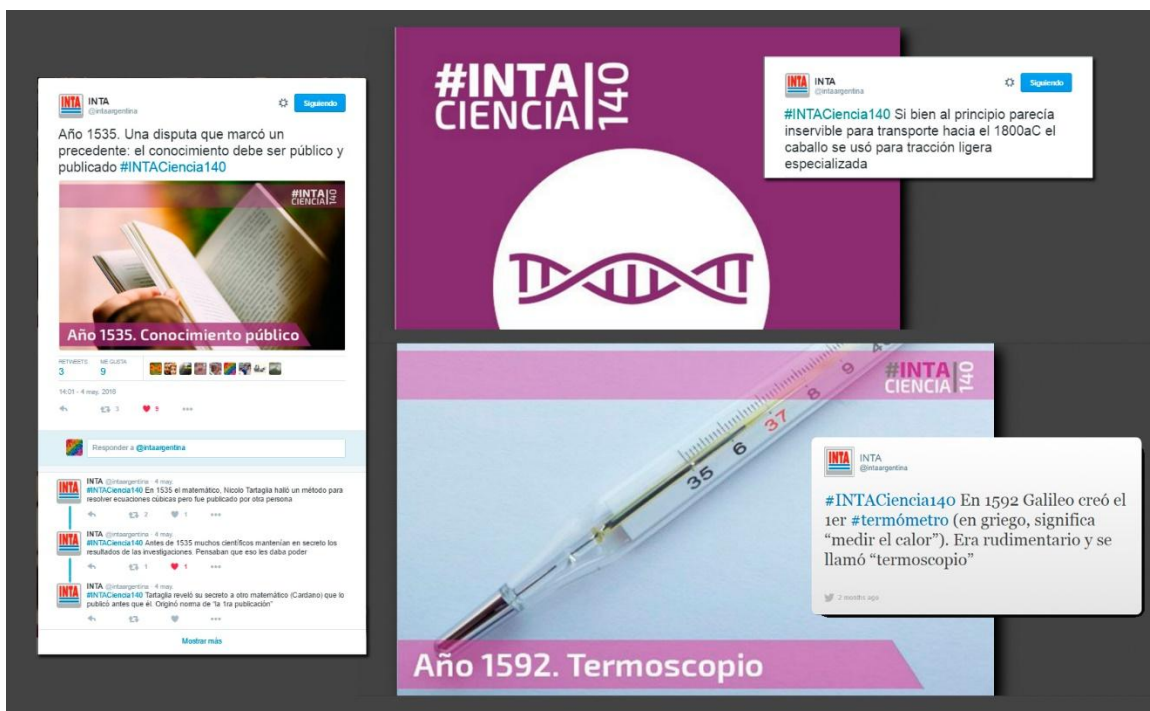 INTA
INTA
@intaargentina
Siguiendo
Año 1535. Una disputa que marcó un
precedente: el conocimiento debe ser público y
publicado #INTACiencia140
#INTA
CIENCIA
140
Año 1535. Conocimiento público
RETWEETS
3
ME GUSTA
9
14:01 - 4 may. 2016
3
9
Responder a @intaargentina
INTA
INTA @intaargentina · 4 may.
#INTACiencia140 En 1535 el matemático, Nicolo Tartaglia halló un método para
resolver ecuaciones cúbicas pero fue publicado por otra persona
2
1
INTA
INTA @intaargentina · 4 may.
#INTACiencia140 Antes de 1535 muchos científicos mantenían en secreto los
resultados de las investigaciones. Pensaban que eso les daba poder
1
1
INTA
INTA @intaargentina · 4 may.
#INTACiencia140 Tartaglia reveló su secreto a otro matemático (Cardano) que lo
publicó antes que él. Originó norma de "la 1ra publicación"
Mostrar más
#INTA
CIENCIA
140
INTA
INTA
@intaargentina
Siguiendo
#INTACiencia140 Si bien al principio parecía
inservible para transporte hacia el 1800aC el
caballo se usó para tracción ligera
especializada
#INTA
CIENCIA
140
35 6 37 8 9 40
Año 1592. Termoscopio
INTA
INTA
@intaargentina
#INTACiencia140 En 1592 Galileo creó el
1er #termómetro (en griego, significa
“medir el calor”). Era rudimentario y se
llamó “termoscopio”
2 months ago